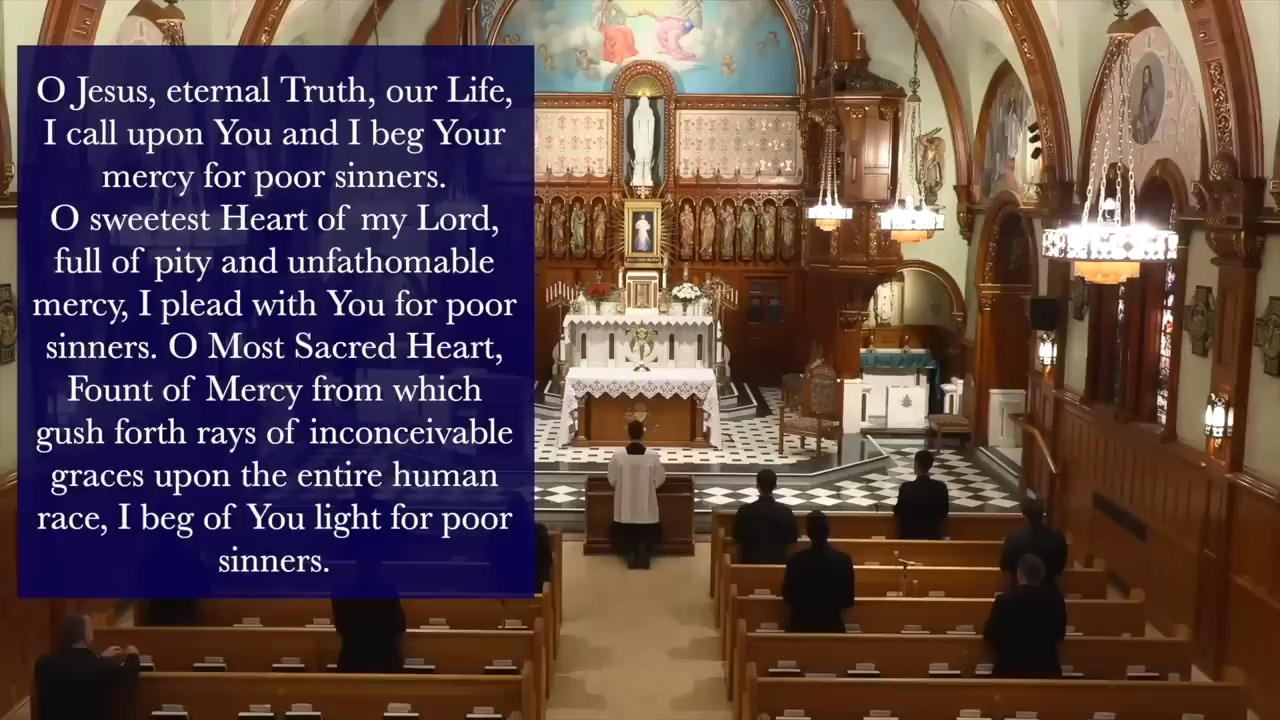 O Jesus, eternal Truth, our Life,
I call upon You and I beg Your
mercy for poor sinners.
O sweetest Heart of my Lord,
full of pity and unfathomable
mercy, I plead with You for poor
sinners. O Most Sacred Heart,
Fount of Mercy from which
gush forth rays of inconceivable
graces upon the entire human
race, I beg of You light for poor
sinners.